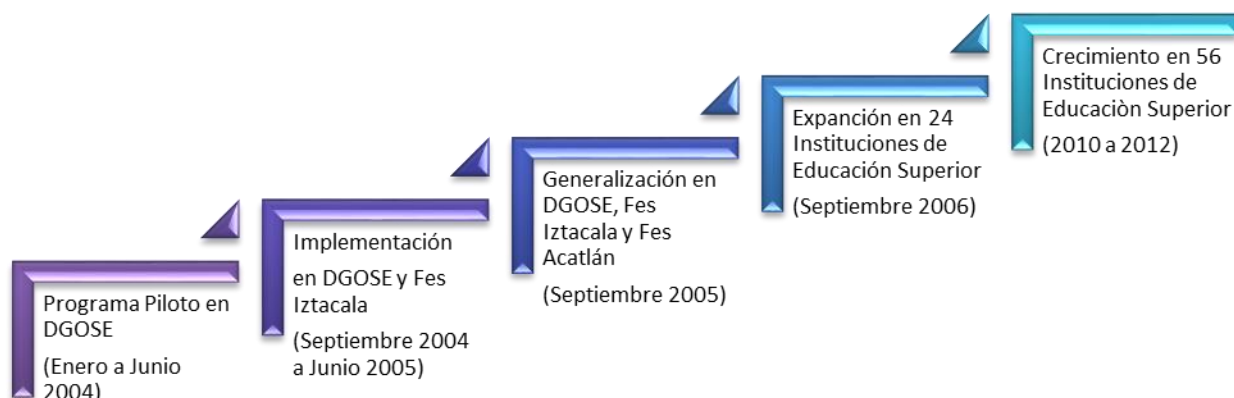 Programa Piloto en
DGOSE
(Enero a Junio
2004)
Implementación
en DGOSE y Fes
Iztacala
(Septiembre 2004
a Junio 2005)
Generalización en
DGOSE, Fes
Iztacala y Fes
Acatlán
(Septiembre 2005)
Expanción en 24
Instituciones de
Educación Superior
(Septiembre 2006)
Crecimiento en 56
Instituciones de
Educaciòn Superior
(2010 a 2012)